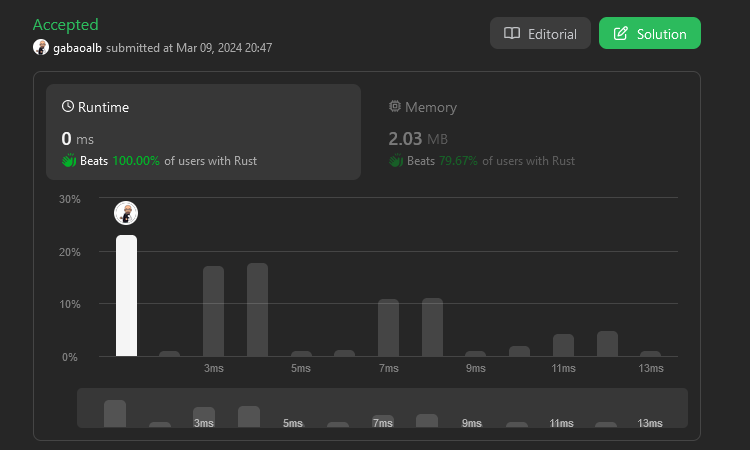 Accepted
Editorial
Solution
gabaoalb submitted at Mar 09, 2024 20:47
Runtime
Memory
0 ms
2.03 MB
Beats 100.00% of users with Rust
Beats 79.67% of users with Rust
30%
20%
10%
0%
3ms 5ms 7ms 9ms 11ms 13ms
3ms 5ms 7ms 9ms 11ms 13ms